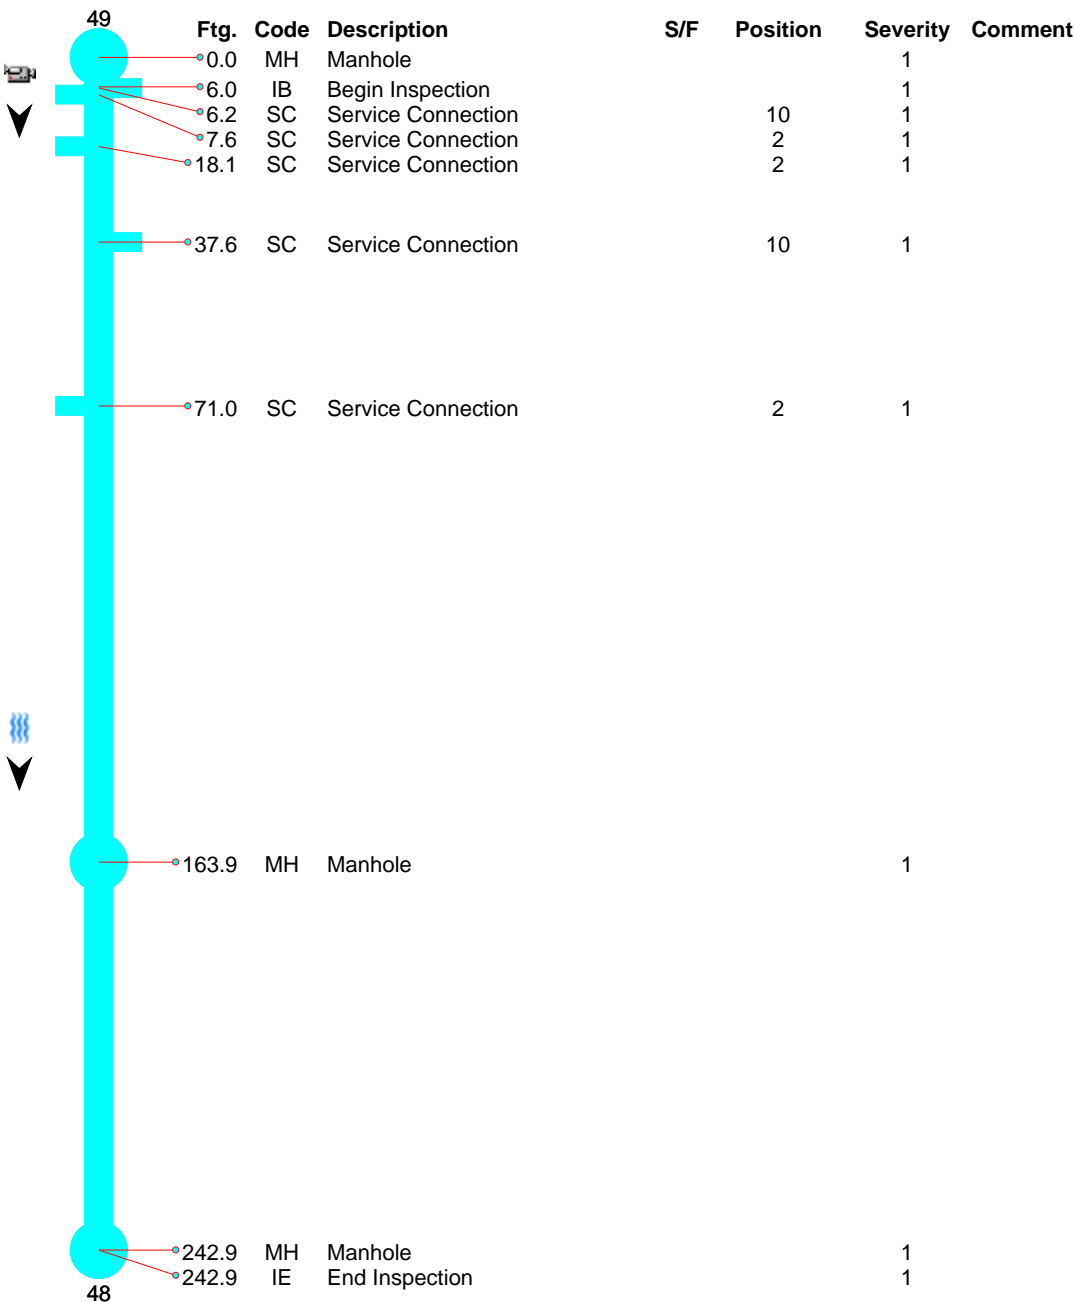 49
Ftg. Code Description S/F Position Severity Comment
0.0 MH Manhole 1
6.0 IB Begin Inspection 1
6.2 SC Service Connection 10 1
7.6 SC Service Connection 2 1
18.1 SC Service Connection 2 1
37.6 SC Service Connection 10 1
71.0 SC Service Connection 2 1
163.9 MH Manhole 1
242.9 MH Manhole 1
242.9 IE End Inspection 1
48